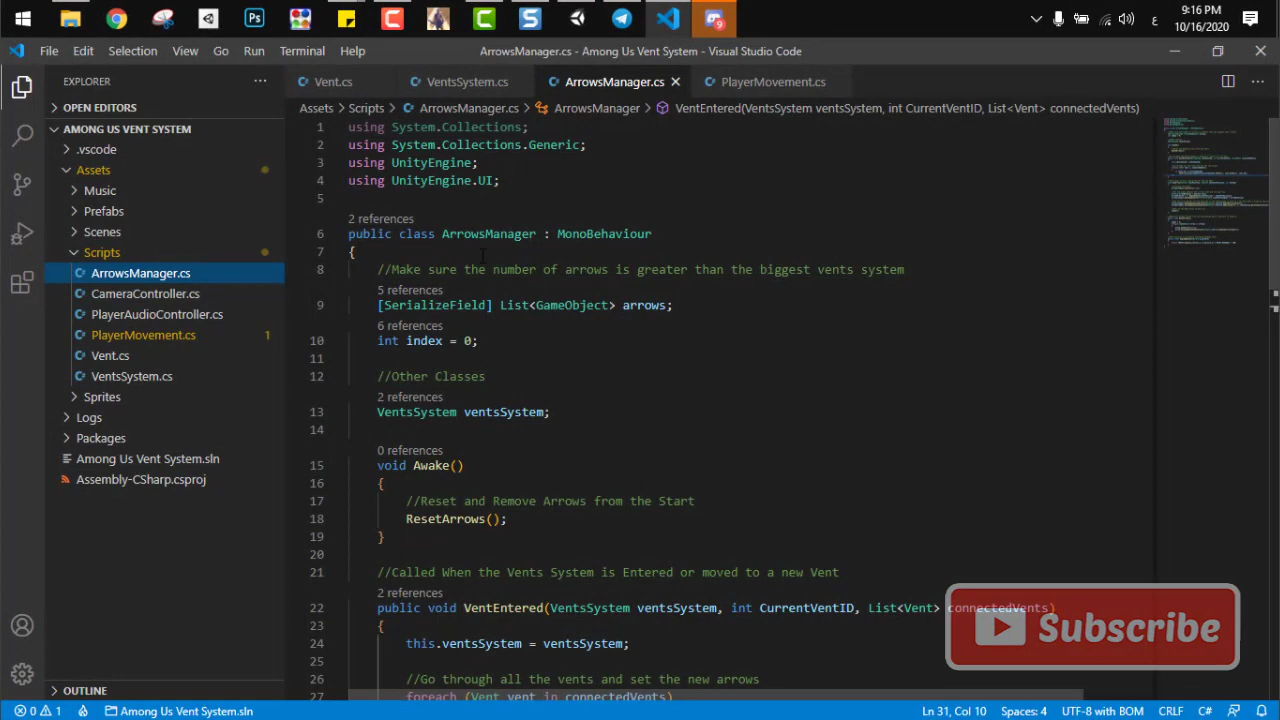 9:16 PM
10/16/2020
ع
9
File Edit Selection View Go Run Terminal Help
ArrowsManager.cs - Among Us Vent System - Visual Studio Code
EXPLORER
OPEN EDITORS
AMONG US VENT SYSTEM
.vscode
Assets
Music
Prefabs
Scenes
Scripts
ArrowsManager.cs
CameraController.cs
PlayerAudioController.cs
PlayerMovement.cs 1
Vent.cs
VentsSystem.cs
Sprites
Logs
Packages
Among Us Vent System.sln
Assembly-CSharp.csproj
OUTLINE
Vent.cs VentsSystem.cs ArrowsManager.cs PlayerMovement.cs
Assets > Scripts > ArrowsManager.cs > ArrowsManager > VentEntered(VentsSystem ventsSystem, int CurrentVentID, List<Vent> connectedVents)
1 using System.Collections;
2 using System.Collections.Generic;
3 using UnityEngine;
4 using UnityEngine.UI;
5
2 references
6 public class ArrowsManager : MonoBehaviour
7 {
8 //Make sure the number of arrows is greater than the biggest vents system
5 references
9 [SerializeField] List<GameObject> arrows;
6 references
10 int index = 0;
11
12 //Other Classes
2 references
13 VentsSystem ventsSystem;
14
0 references
15 void Awake()
16 {
17 //Reset and Remove Arrows from the Start
18 ResetArrows();
19 }
20
21 //Called When the Vents System is Entered or moved to a new Vent
2 references
22 public void VentEntered(VentsSystem ventsSystem, int CurrentVentID, List<Vent> connectedVents)
23 {
24 this.ventsSystem = ventsSystem;
25
26 //Go through all the vents and set the new arrows
27 foreach (Vent vent in connectedVents)
Subscribe
0 1 Among Us Vent System.sln Ln 31, Col 10 Spaces: 4 UTF-8 with BOM CRLF C#